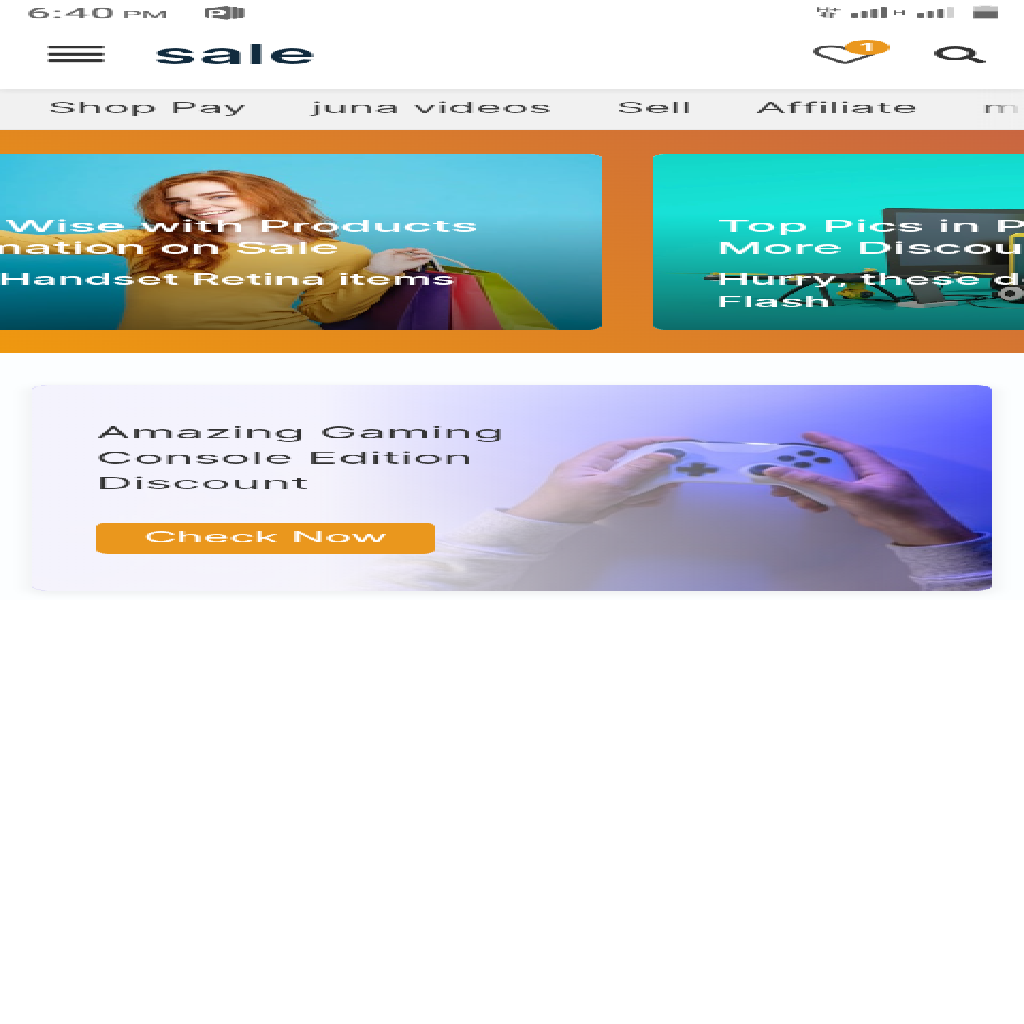 6:40 PM
H
sale
1
Shop Pay juna videos Sell Affiliate m
Wise with Products
mation on Sale
Handset Retina items
Top Pics in P
More Discou
Hurry, these d
Flash
Amazing Gaming
Console Edition
Discount
Check Now